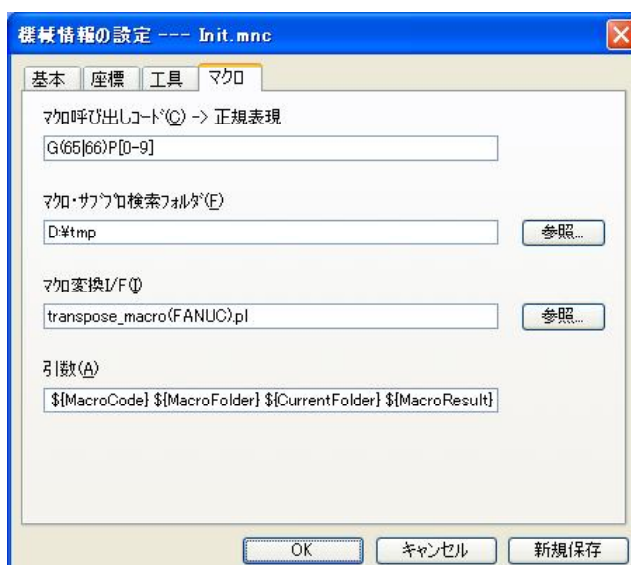 機械情報の設定 --- Init.mnc
基本 座標 工具 マクロ
マクロ呼び出しコード(C) -> 正規表現
G(65|66)P[0-9]
マクロ・サブプロ検索フォルダ(F)
D:¥tmp 参照...
マクロ変換I/F(I)
transpose_macro(FANUC).pl 参照...
引数(A)
${MacroCode} ${MacroFolder} ${CurrentFolder} ${MacroResult}
OK キャンセル 新規保存